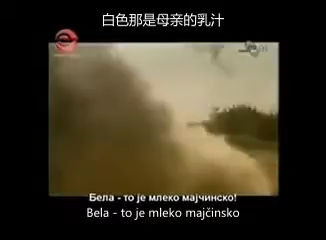 白色那是母亲的乳汁
Бела - то је млеко мајчинско!
Bela - to je mleko majčinsko